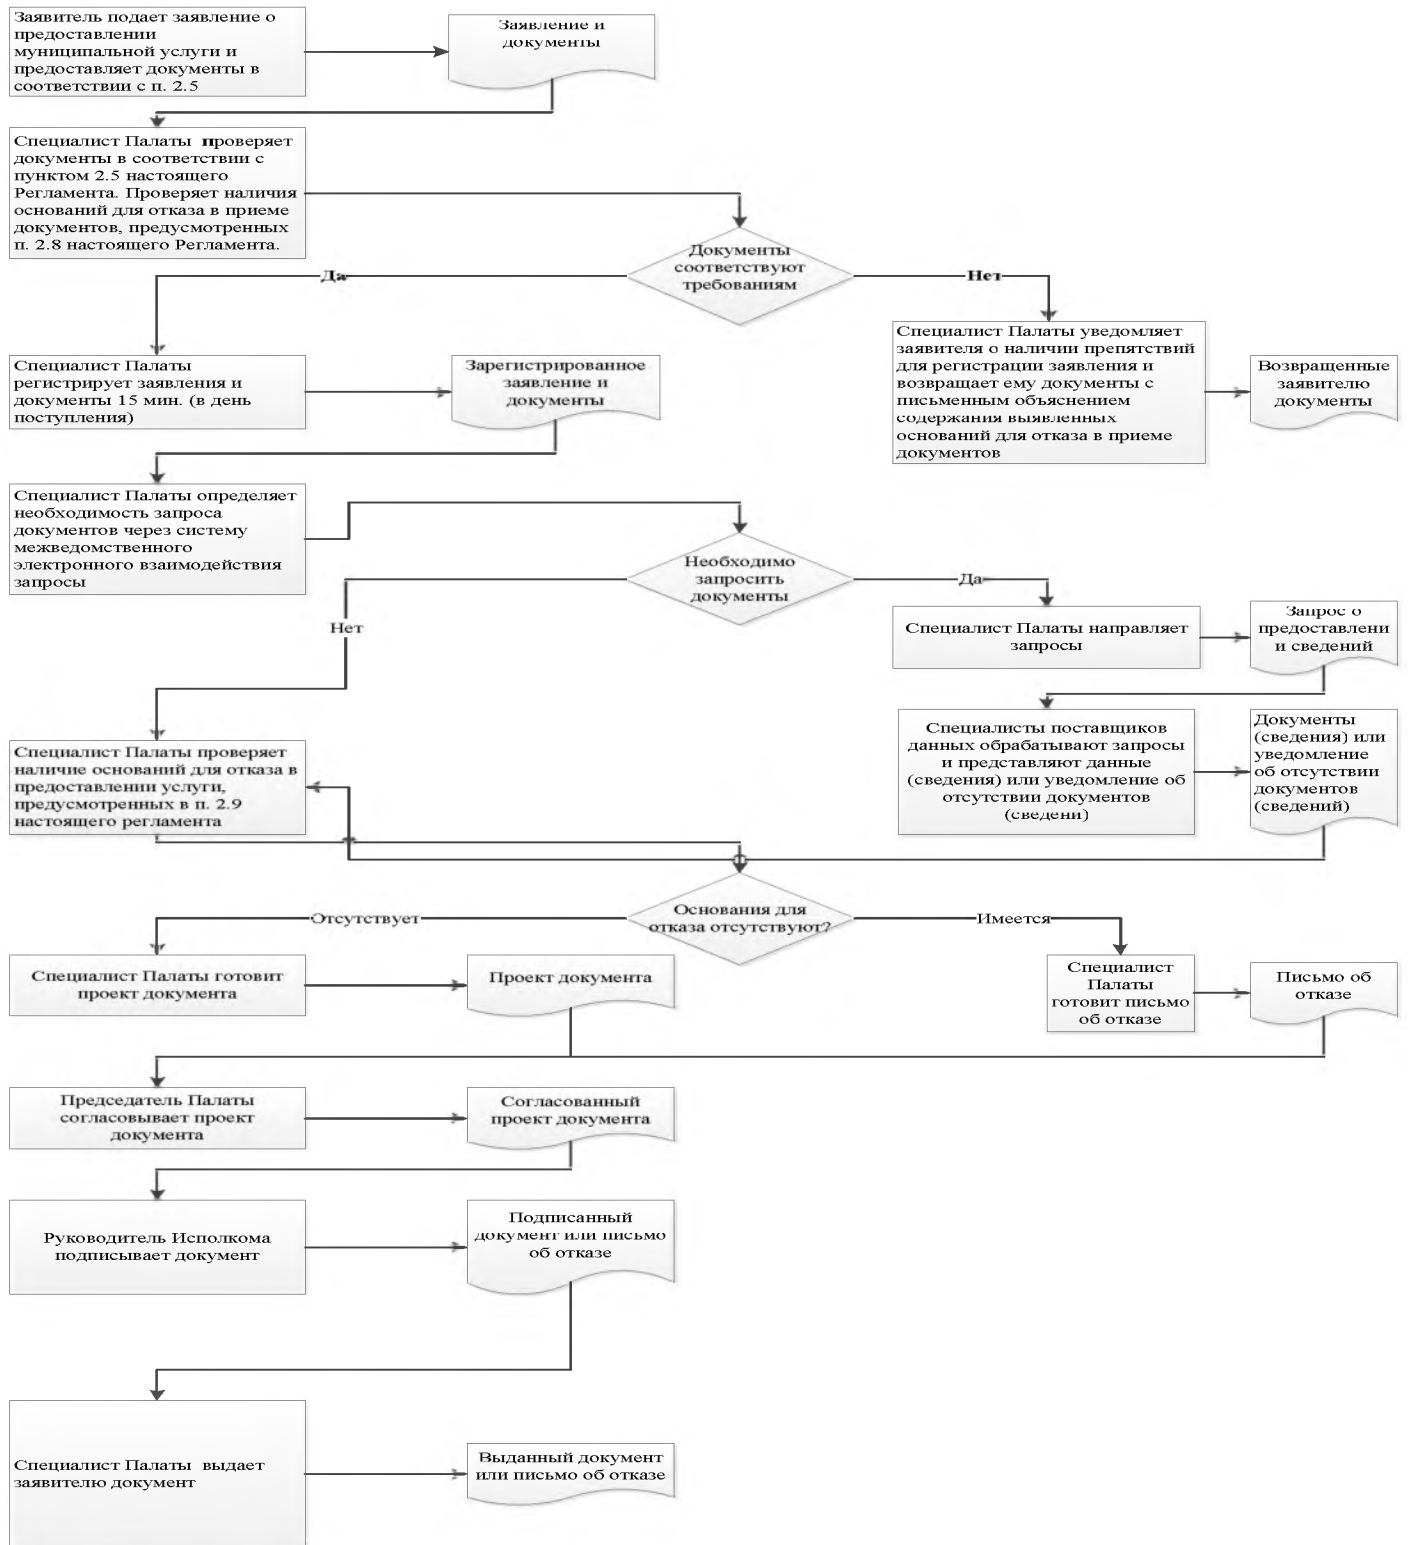 Заявитель подает заявление о
предоставлении
муниципальной услуги и
предоставляет документы в
соответствии с п. 2.5
Заявление и
документы
Специалист Палаты проверяет
документы в соответствии с
пунктом 2.5 настоящего
Регламента. Проверяет наличия
оснований для отказа в приеме
документов, предусмотренных
п. 2.8 настоящего Регламента.
Документы
соответствуют
требованиям
Да
Нет
Специалист Палаты
регистрирует заявления и
документы 15 мин. (в день
поступления)
Зарегистрированное
заявление и
документы
Специалист Палаты уведомляет
заявителя о наличии препятствий
для регистрации заявления и
возвращает ему документы с
письменным объяснением
содержания выявленных
оснований для отказа в приеме
документов
Возвращенные
заявителю
документы
Специалист Палаты определяет
необходимость запроса
документов через систему
межведомственного
электронного взаимодействия
запросы
Необходимо
запросить
документы
Да
Нет
Специалист Палаты направляет
запросы
Запрос о
предоставлени
и сведений
Специалисты поставщиков
данных обрабатывают запросы
и представляют данные
(сведения) или уведомление об
отсутствии документов
(сведени)
Документы
(сведения) или
уведомление
об отсутствии
документов
(сведений)
Специалист Палаты проверяет
наличие оснований для отказа в
предоставлении услуги,
предусмотренных в п. 2.9
настоящего регламента
Основания для
отказа отсутствуют?
Отсутствует
Имеется
Специалист Палаты готовит
проект документа
Проект документа
Специалист
Палаты
готовит письмо
об отказе
Письмо об
отказе
Председатель Палаты
согласовывает проект
документа
Согласованный
проект документа
Руководитель Исполкома
подписывает документ
Подписанный
документ или письмо
об отказе
Специалист Палаты выдает
заявителю документ
Выданный документ
или письмо об отказе